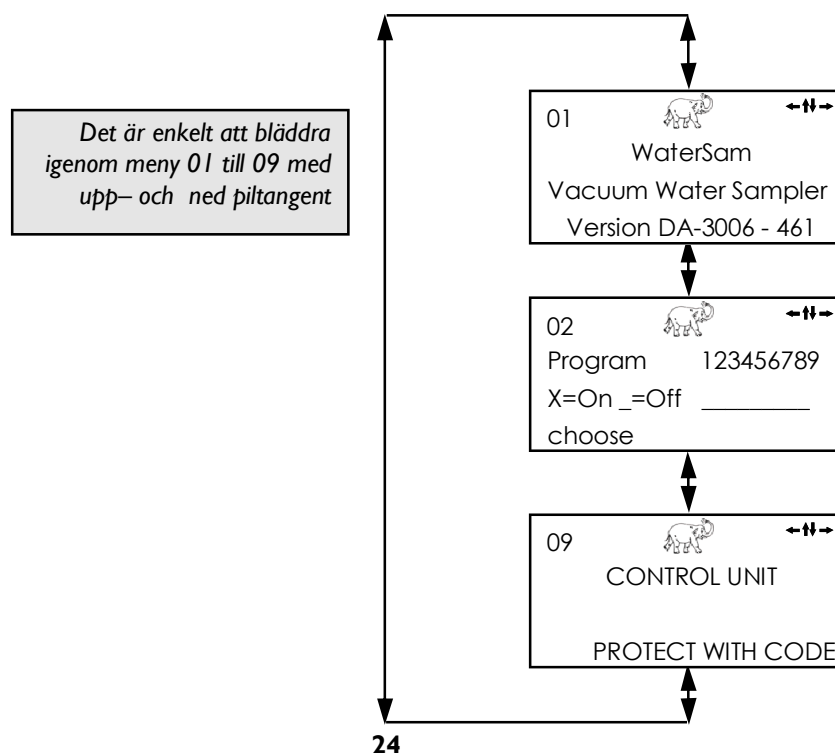 Det är enkelt att bläddra
igenom meny 01 till 09 med
upp– och ned piltangent
01
WaterSam
Vacuum Water Sampler
Version DA-3006 - 461
02
Program 123456789
X=On _=Off _________
choose
09
CONTROL UNIT
PROTECT WITH CODE
24